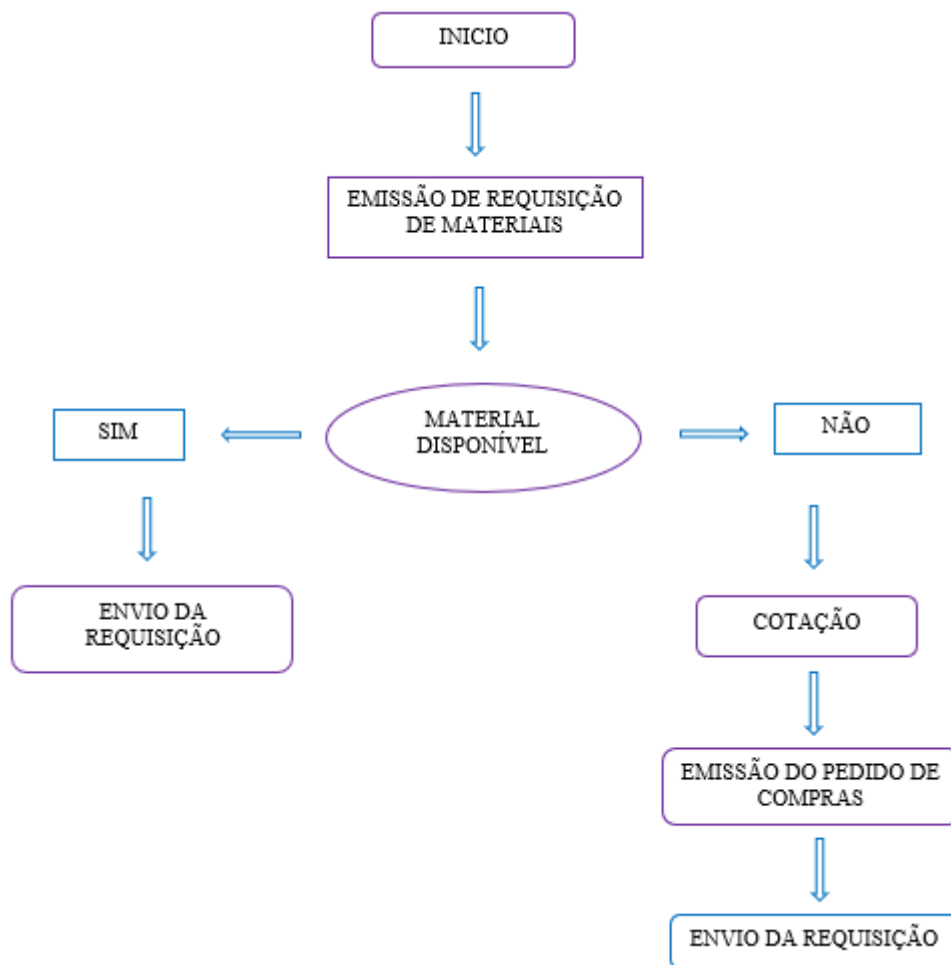 INICIO
EMISSÃO DE REQUISIÇÃO
DE MATERIAIS
SIM
MATERIAL
DISPONÍVEL
NÃO
ENVIO DA
REQUISIÇÃO
COTAÇÃO
EMISSÃO DO PEDIDO DE
COMPRAS
ENVIO DA REQUISIÇÃO